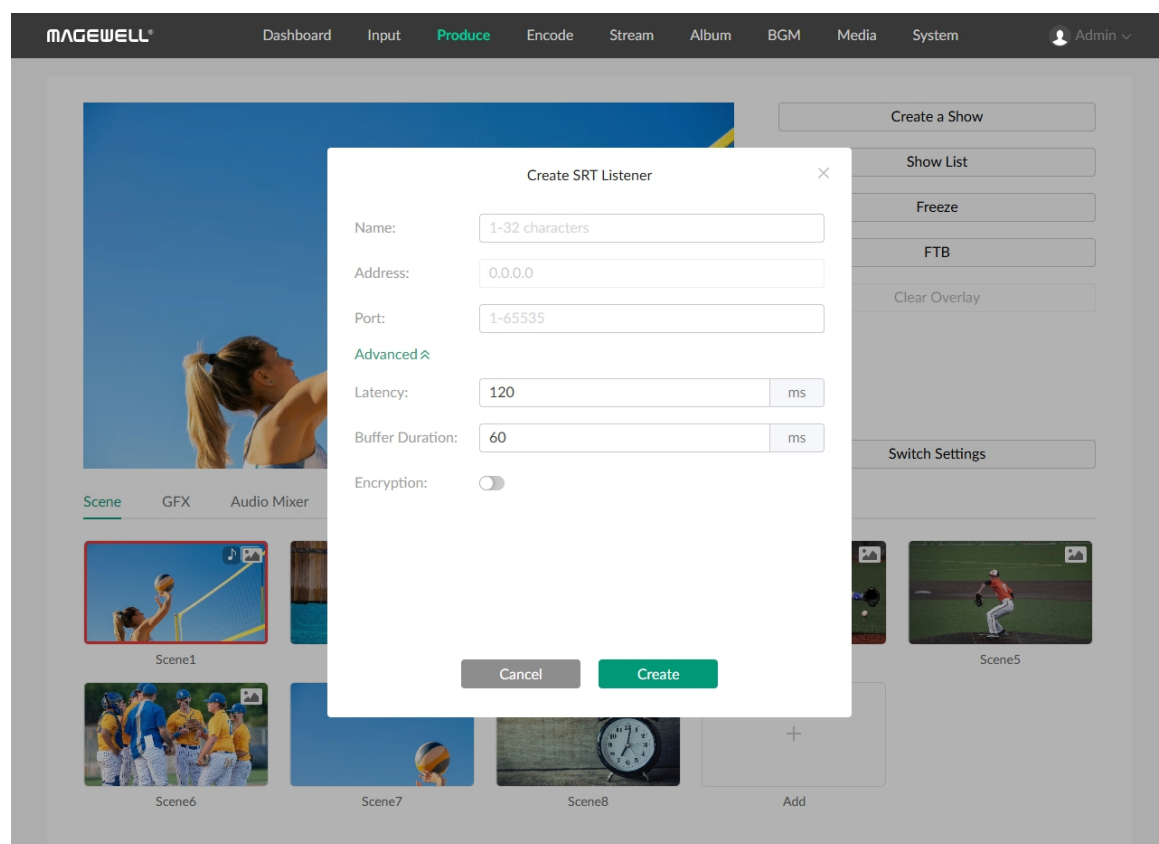 MAGEWELL® Dashboard Input Produce Encode Stream Album BGM Media System Admin
Create a Show
Create SRT Listener
Show List
Name: 1-32 characters
Freeze
Address: 0.0.0.0
FTB
Port: 1-65535
Clear Overlay
Advanced
Latency: 120 ms
Buffer Duration: 60 ms
Switch Settings
Encryption:
Scene GFX Audio Mixer
Scene1 Scene5
Cancel Create
Scene6 Scene7 Scene8 Add